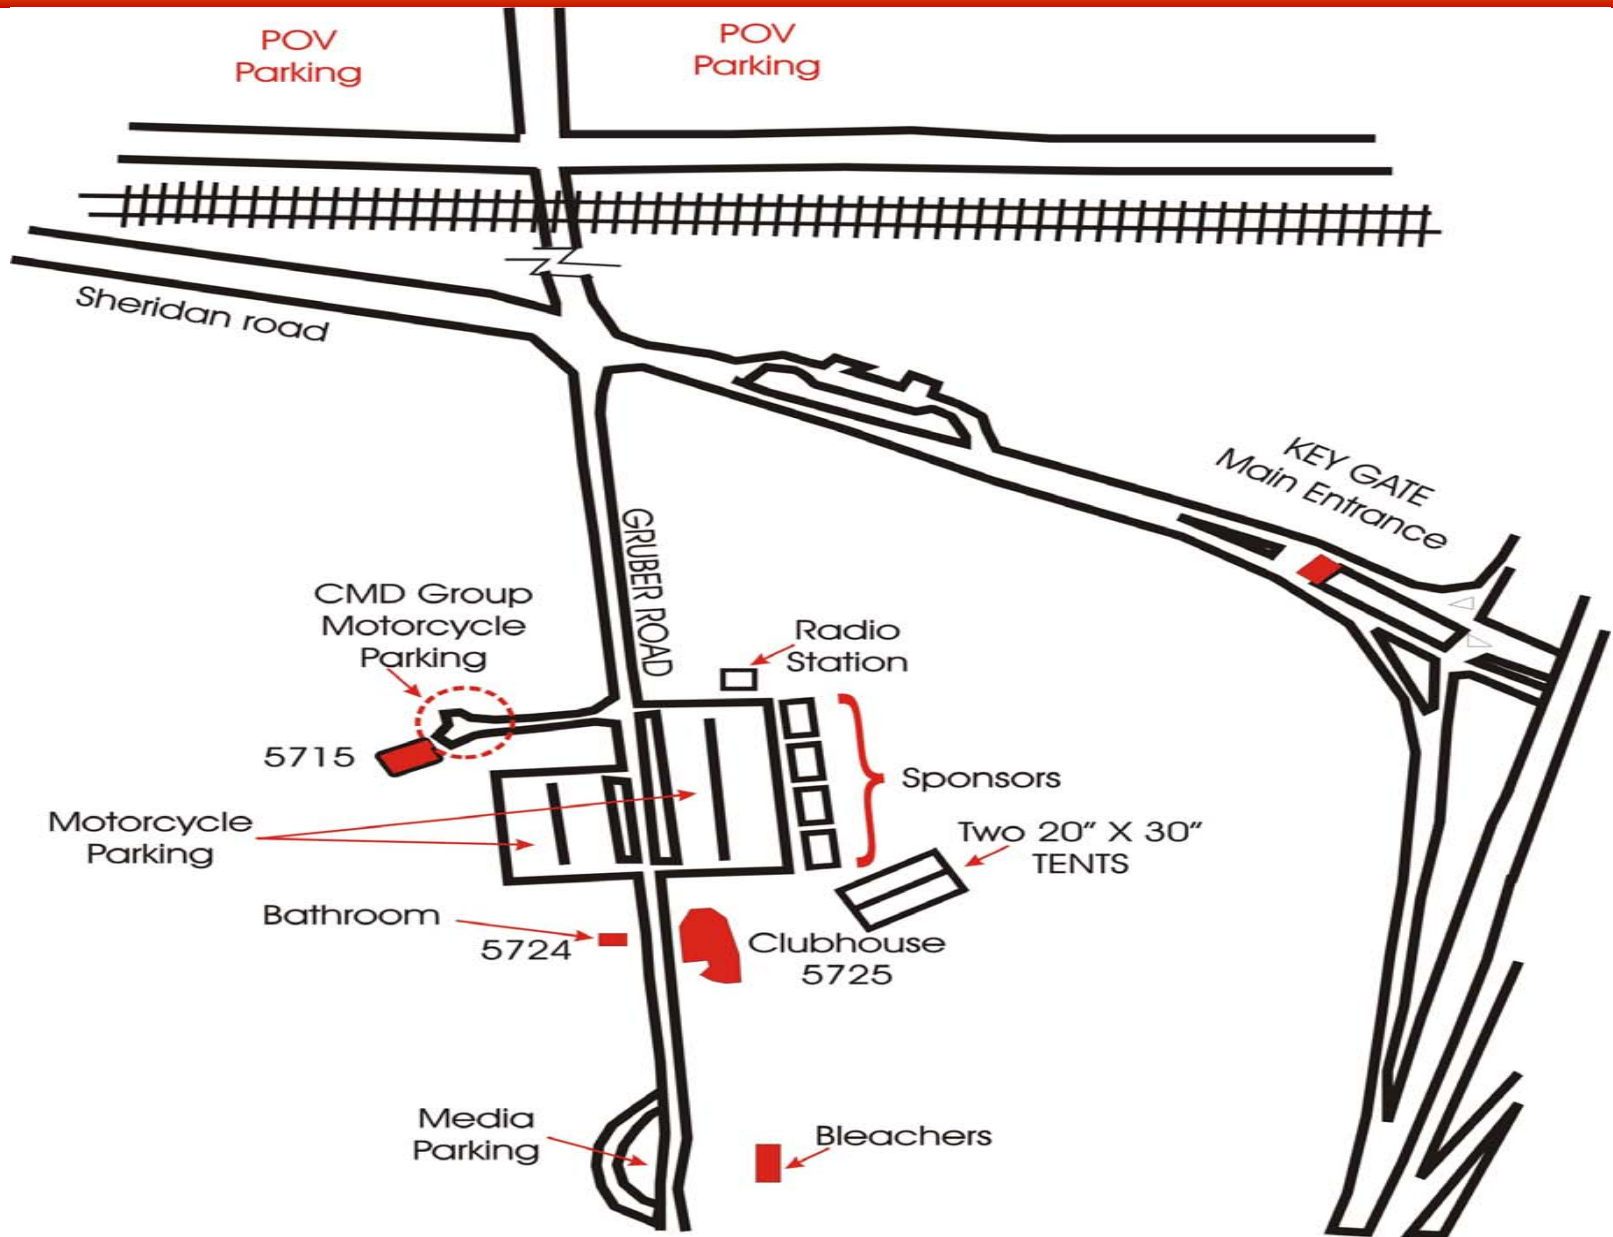 POV
Parking
POV
Parking
Sheridan road
KEY GATE
Main Entrance
GRUBER ROAD
CMD Group
Motorcycle
Parking
Radio
Station
5715
Sponsors
Motorcycle
Parking
Two 20” X 30”
TENTS
Bathroom
5724
Clubhouse
5725
Media
Parking
Bleachers